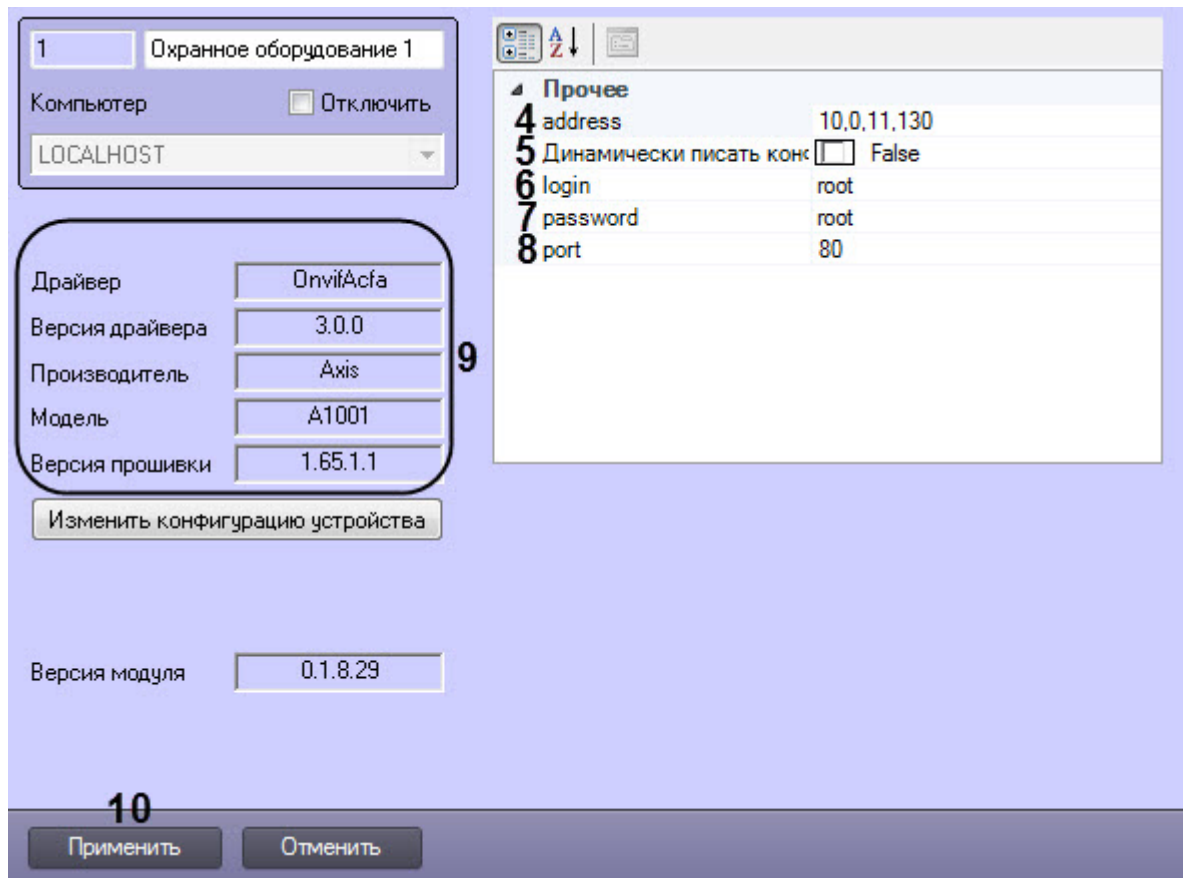 1 Охранное оборудование 1
Компьютер Отключить
LOCALHOST
Драйвер OnvifAcfa
Версия драйвера 3.0.0
Производитель Axis
Модель A1001
Версия прошивки 1.65.1.1
9
Изменить конфигурацию устройства
Версия модуля 0.1.8.29
A Z
Прочее
4 address 10,0,11,130
5 Динамически писать кон False
6 login root
7 password root
8 port 80
10
Применить Отменить